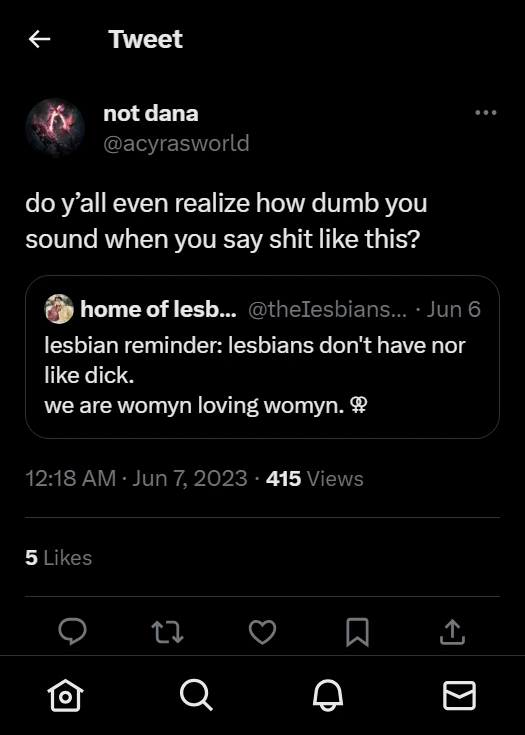 Tweet
not dana
@acyrasworld
do y’all even realize how dumb you
sound when you say shit like this?
home of lesb... @theIesbians... · Jun 6
lesbian reminder: lesbians don't have nor
like dick.
we are womyn loving womyn. ⚢
12:18 AM · Jun 7, 2023 · 415 Views
5 Likes